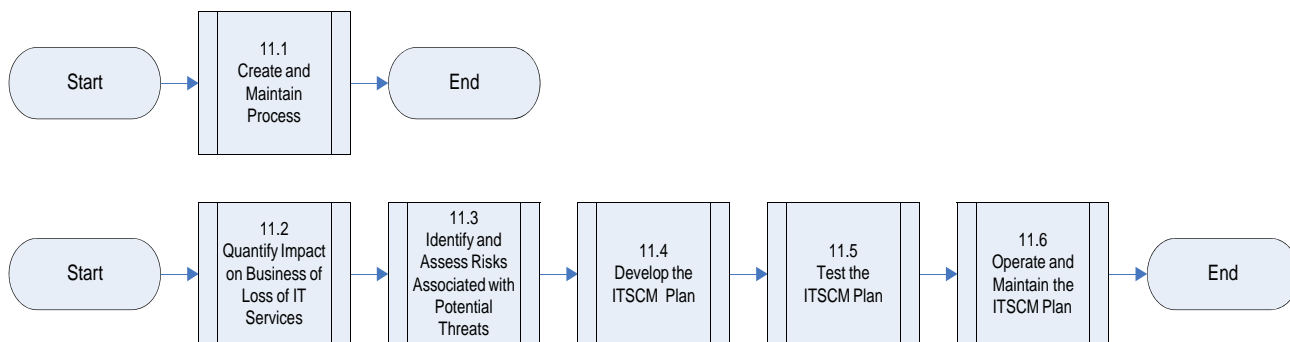 Start
11.1
Create and
Maintain
Process
End
Start
11.2
Quantify Impact
on Business of
Loss of IT
Services
11.3
Identify and
Assess Risks
Associated with
Potential
Threats
11.4
Develop the
ITSCM Plan
11.5
Test the
ITSCM Plan
11.6
Operate and
Maintain the
ITSCM Plan
End